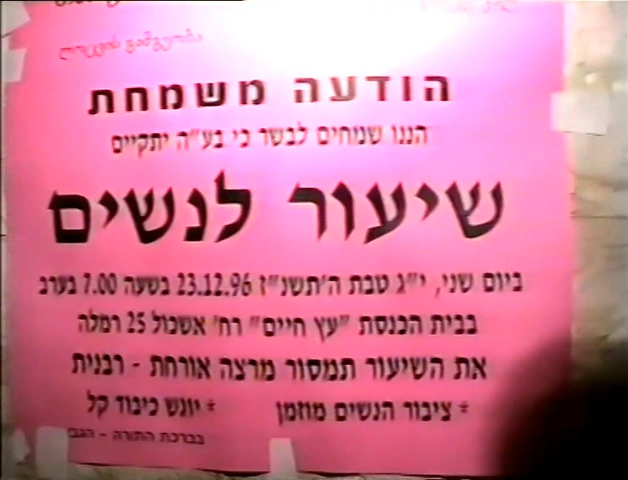 הודעה משמחת
הננו שמחים לבשר כי בע"ה יתקיים
שיעור לנשים
ביום שני, י"ג טבת ה'תשנ"ז 23.12.96 בשעה 7.00 בערב
בבית הכנסת "עץ חיים" רח' אשכול 25 רמלה
את השיעור תמסור מרצה אורחת - רבנית
* ציבור הנשים מוזמן * יוגש כיבוד קל
בברכת התורה - הגבי